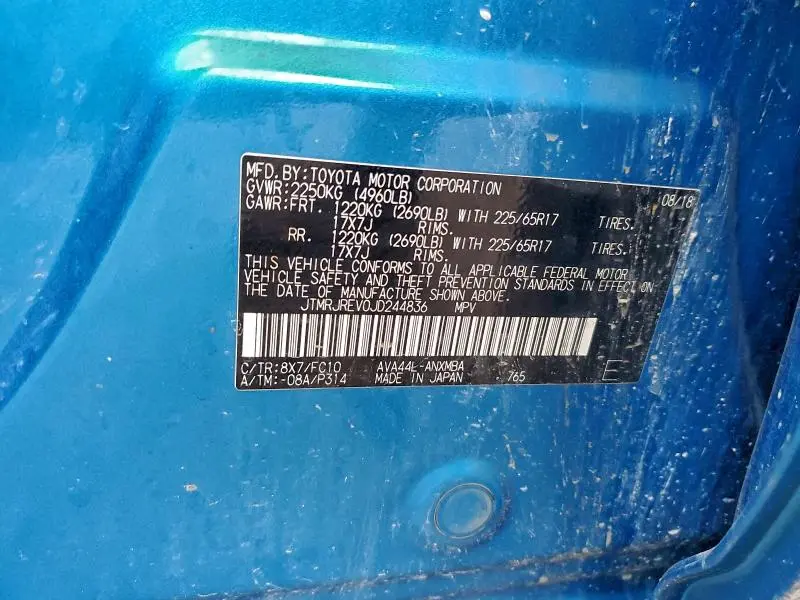 MFD. BY: TOYOTA MOTOR CORPORATION 08/18
GVWR: 2250KG (4960LB)
GAWR: FRT. 1220KG (2690LB) WITH 225/65R17 TIRES.
17X7J RIMS.
RR. 1220KG (2690LB) WITH 225/65R17 TIRES.
17X7J RIMS.
THIS VEHICLE CONFORMS TO ALL APPLICABLE FEDERAL MOTOR
VEHICLE SAFETY AND THEFT PREVENTION STANDARDS IN EFFECT ON
THE DATE OF MANUFACTURE SHOWN ABOVE.
JTMRJREV0JD244836 MPV
C/TR: 8X7/FC10 AVA44L-ANXMBA
A/TM: -08A/P314 MADE IN JAPAN 765 E